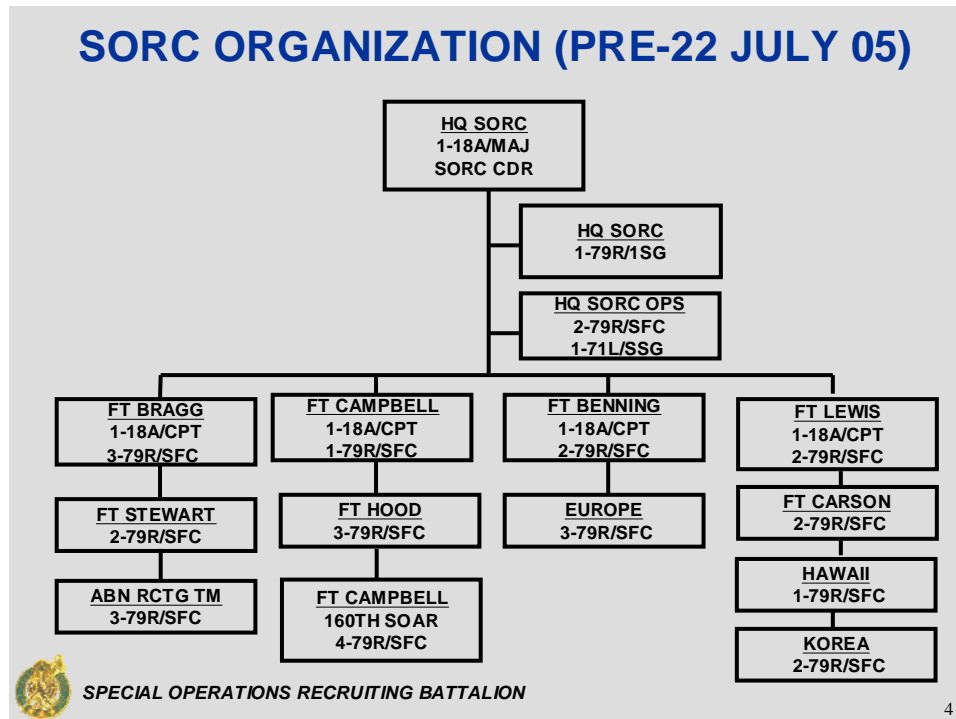 SORC ORGANIZATION (PRE-22 JULY 05)
HQ SORC
1-18A/MAJ
SORC CDR
HQ SORC
1-79R/1SG
HQ SORC OPS
2-79R/SFC
1-71L/SSG
FT BRAGG
1-18A/CPT
3-79R/SFC
FT STEWART
2-79R/SFC
ABN RCTG TM
3-79R/SFC
FT CAMPBELL
1-18A/CPT
1-79R/SFC
FT HOOD
3-79R/SFC
FT CAMPBELL
160TH SOAR
4-79R/SFC
FT BENNING
1-18A/CPT
2-79R/SFC
EUROPE
3-79R/SFC
FT LEWIS
1-18A/CPT
2-79R/SFC
FT CARSON
2-79R/SFC
HAWAII
1-79R/SFC
KOREA
2-79R/SFC
SPECIAL OPERATIONS RECRUITING BATTALION
4